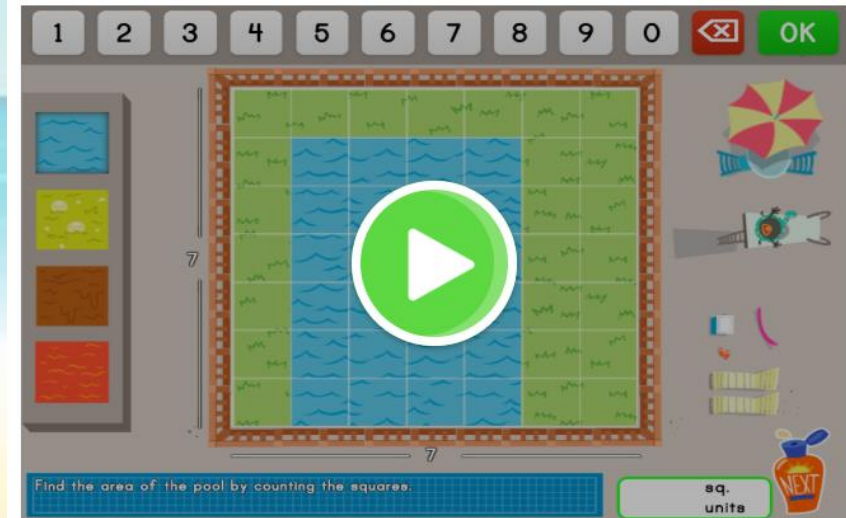 1 2 3 4 5 6 7 8 9 0 OK
7
7
Find the area of the pool by counting the squares.
sq.
units
NEXT